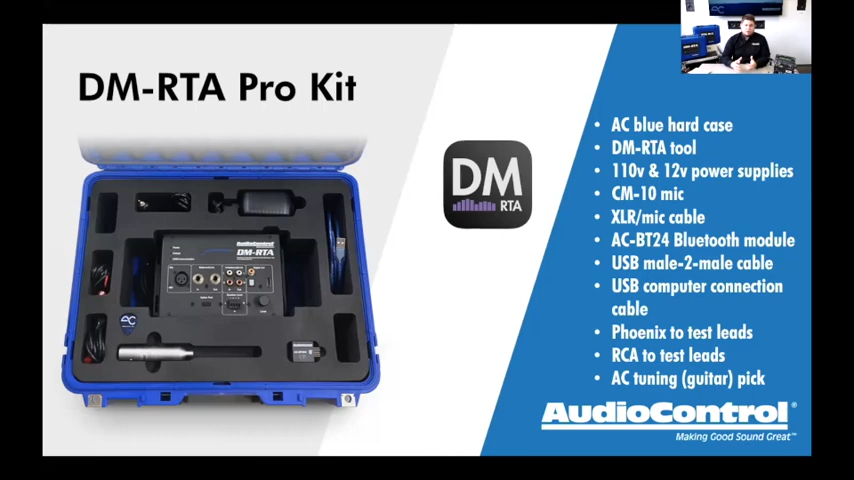 DM-RTA Pro Kit
AudioControl
DM-RTA
AC
DM
RTA
• AC blue hard case
• DM-RTA tool
• 110v & 12v power supplies
• CM-10 mic
• XLR/mic cable
• AC-BT24 Bluetooth module
• USB male-2-male cable
• USB computer connection
cable
• Phoenix to test leads
• RCA to test leads
• AC tuning (guitar) pick
AudioControl®
Making Good Sound Great™